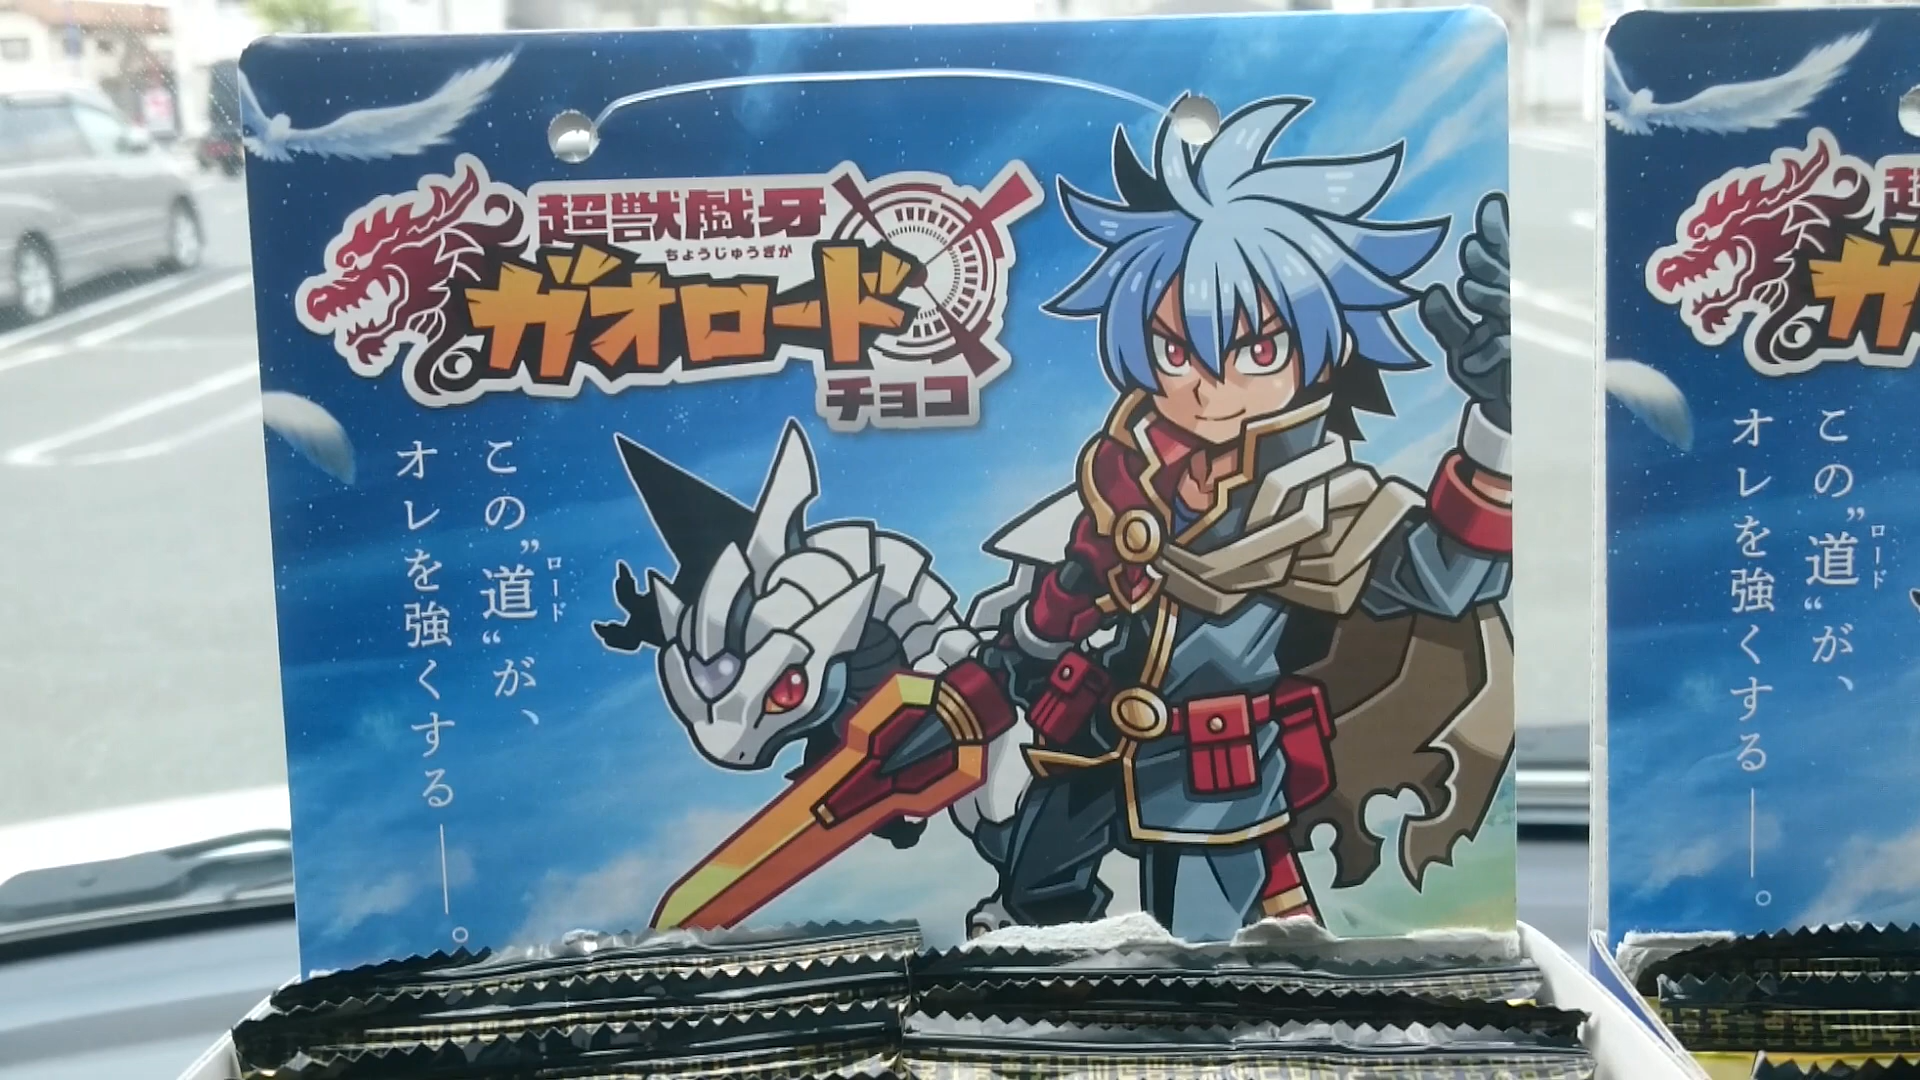 超獣戯牙
ちょうじゅうぎが
ガオロード
チョコ
この”道“が、
ロード
オレを強くする──。
超
ガ
この”道“が、
ロード
オレを強くする──。